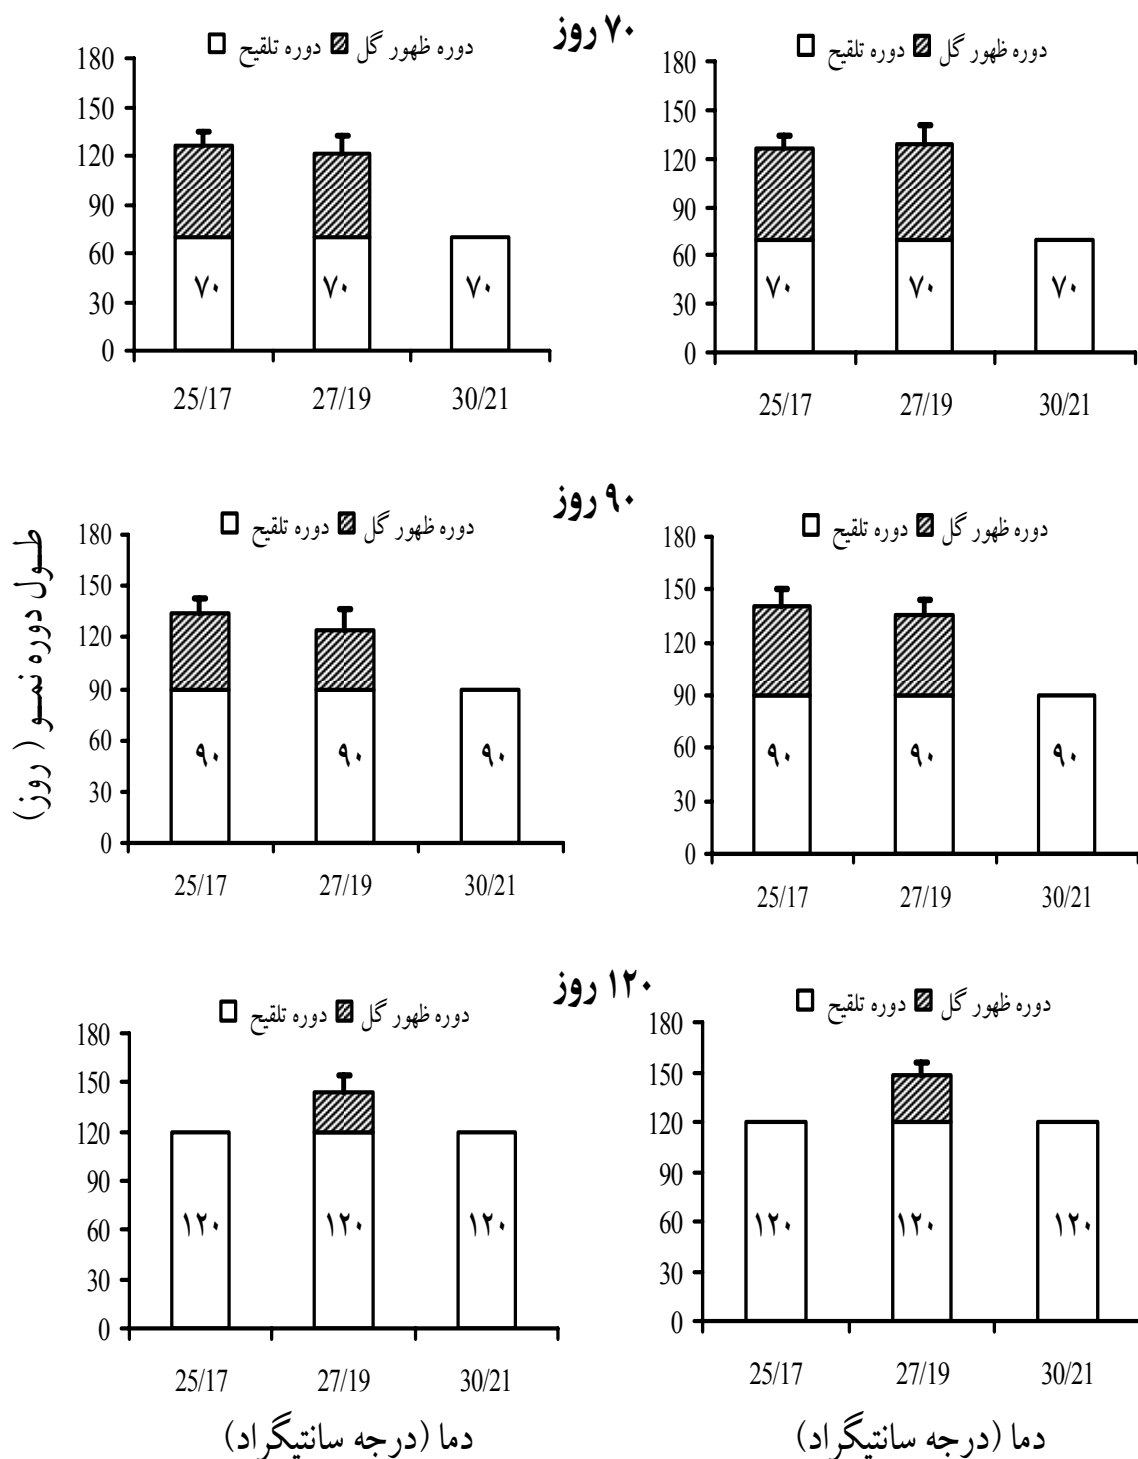 ۷۰ روز
دوره تلقیح دوره ظهور گل
180
150
120
90
60
30
0
۷۰ ۷۰ ۷۰
25/17 27/19 30/21
دوره تلقیح دوره ظهور گل
180
150
120
90
60
30
0
۷۰ ۷۰ ۷۰
25/17 27/19 30/21
۹۰ روز
طول دوره نمو (روز)
دوره تلقیح دوره ظهور گل
180
150
120
90
60
30
0
۹۰ ۹۰ ۹۰
25/17 27/19 30/21
دوره تلقیح دوره ظهور گل
180
150
120
90
60
30
0
۹۰ ۹۰ ۹۰
25/17 27/19 30/21
۱۲۰ روز
دوره تلقیح دوره ظهور گل
180
150
120
90
60
30
0
۱۲۰ ۱۲۰ ۱۲۰
25/17 27/19 30/21
دما (درجه سانتیگراد)
دوره تلقیح دوره ظهور گل
180
150
120
90
60
30
0
۱۲۰ ۱۲۰ ۱۲۰
25/17 27/19 30/21
دما (درجه سانتیگراد)